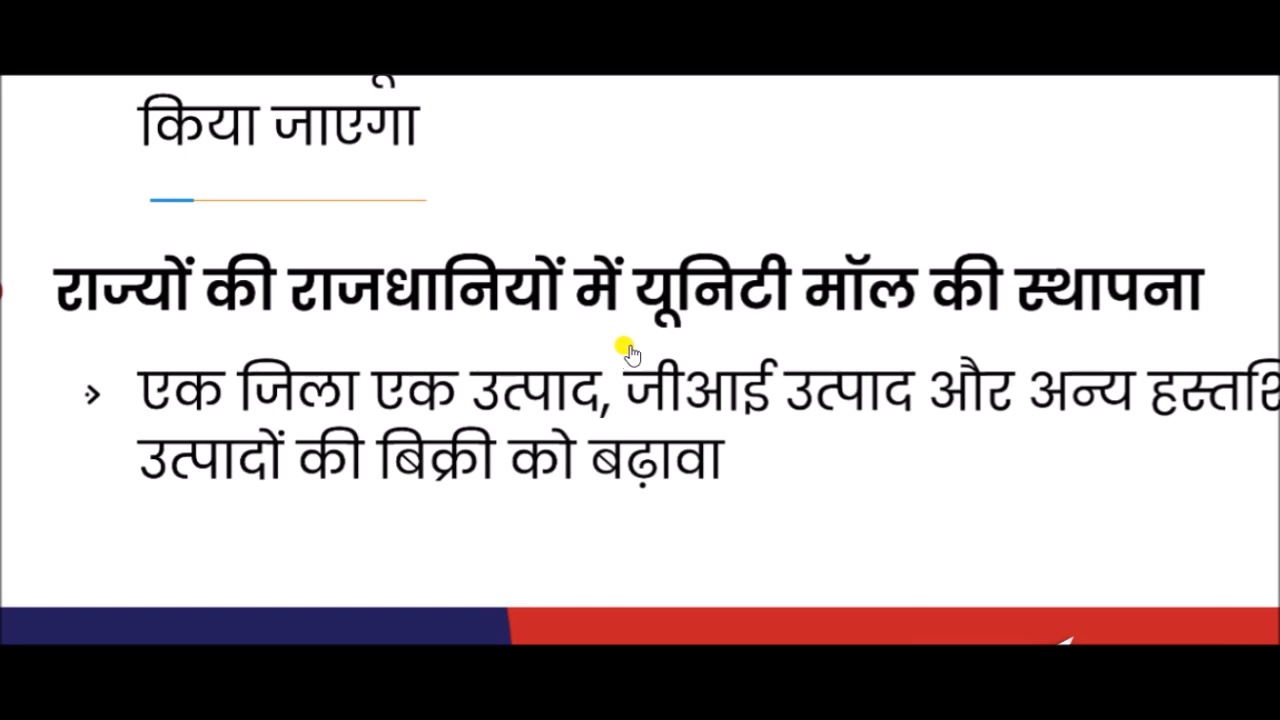 किया जाएगा
राज्यों की राजधानियों में यूनिटी मॉल की स्थापना
एक जिला एक उत्पाद, जीआई उत्पाद और अन्य
उत्पादों की बिक्री को बढ़ावा